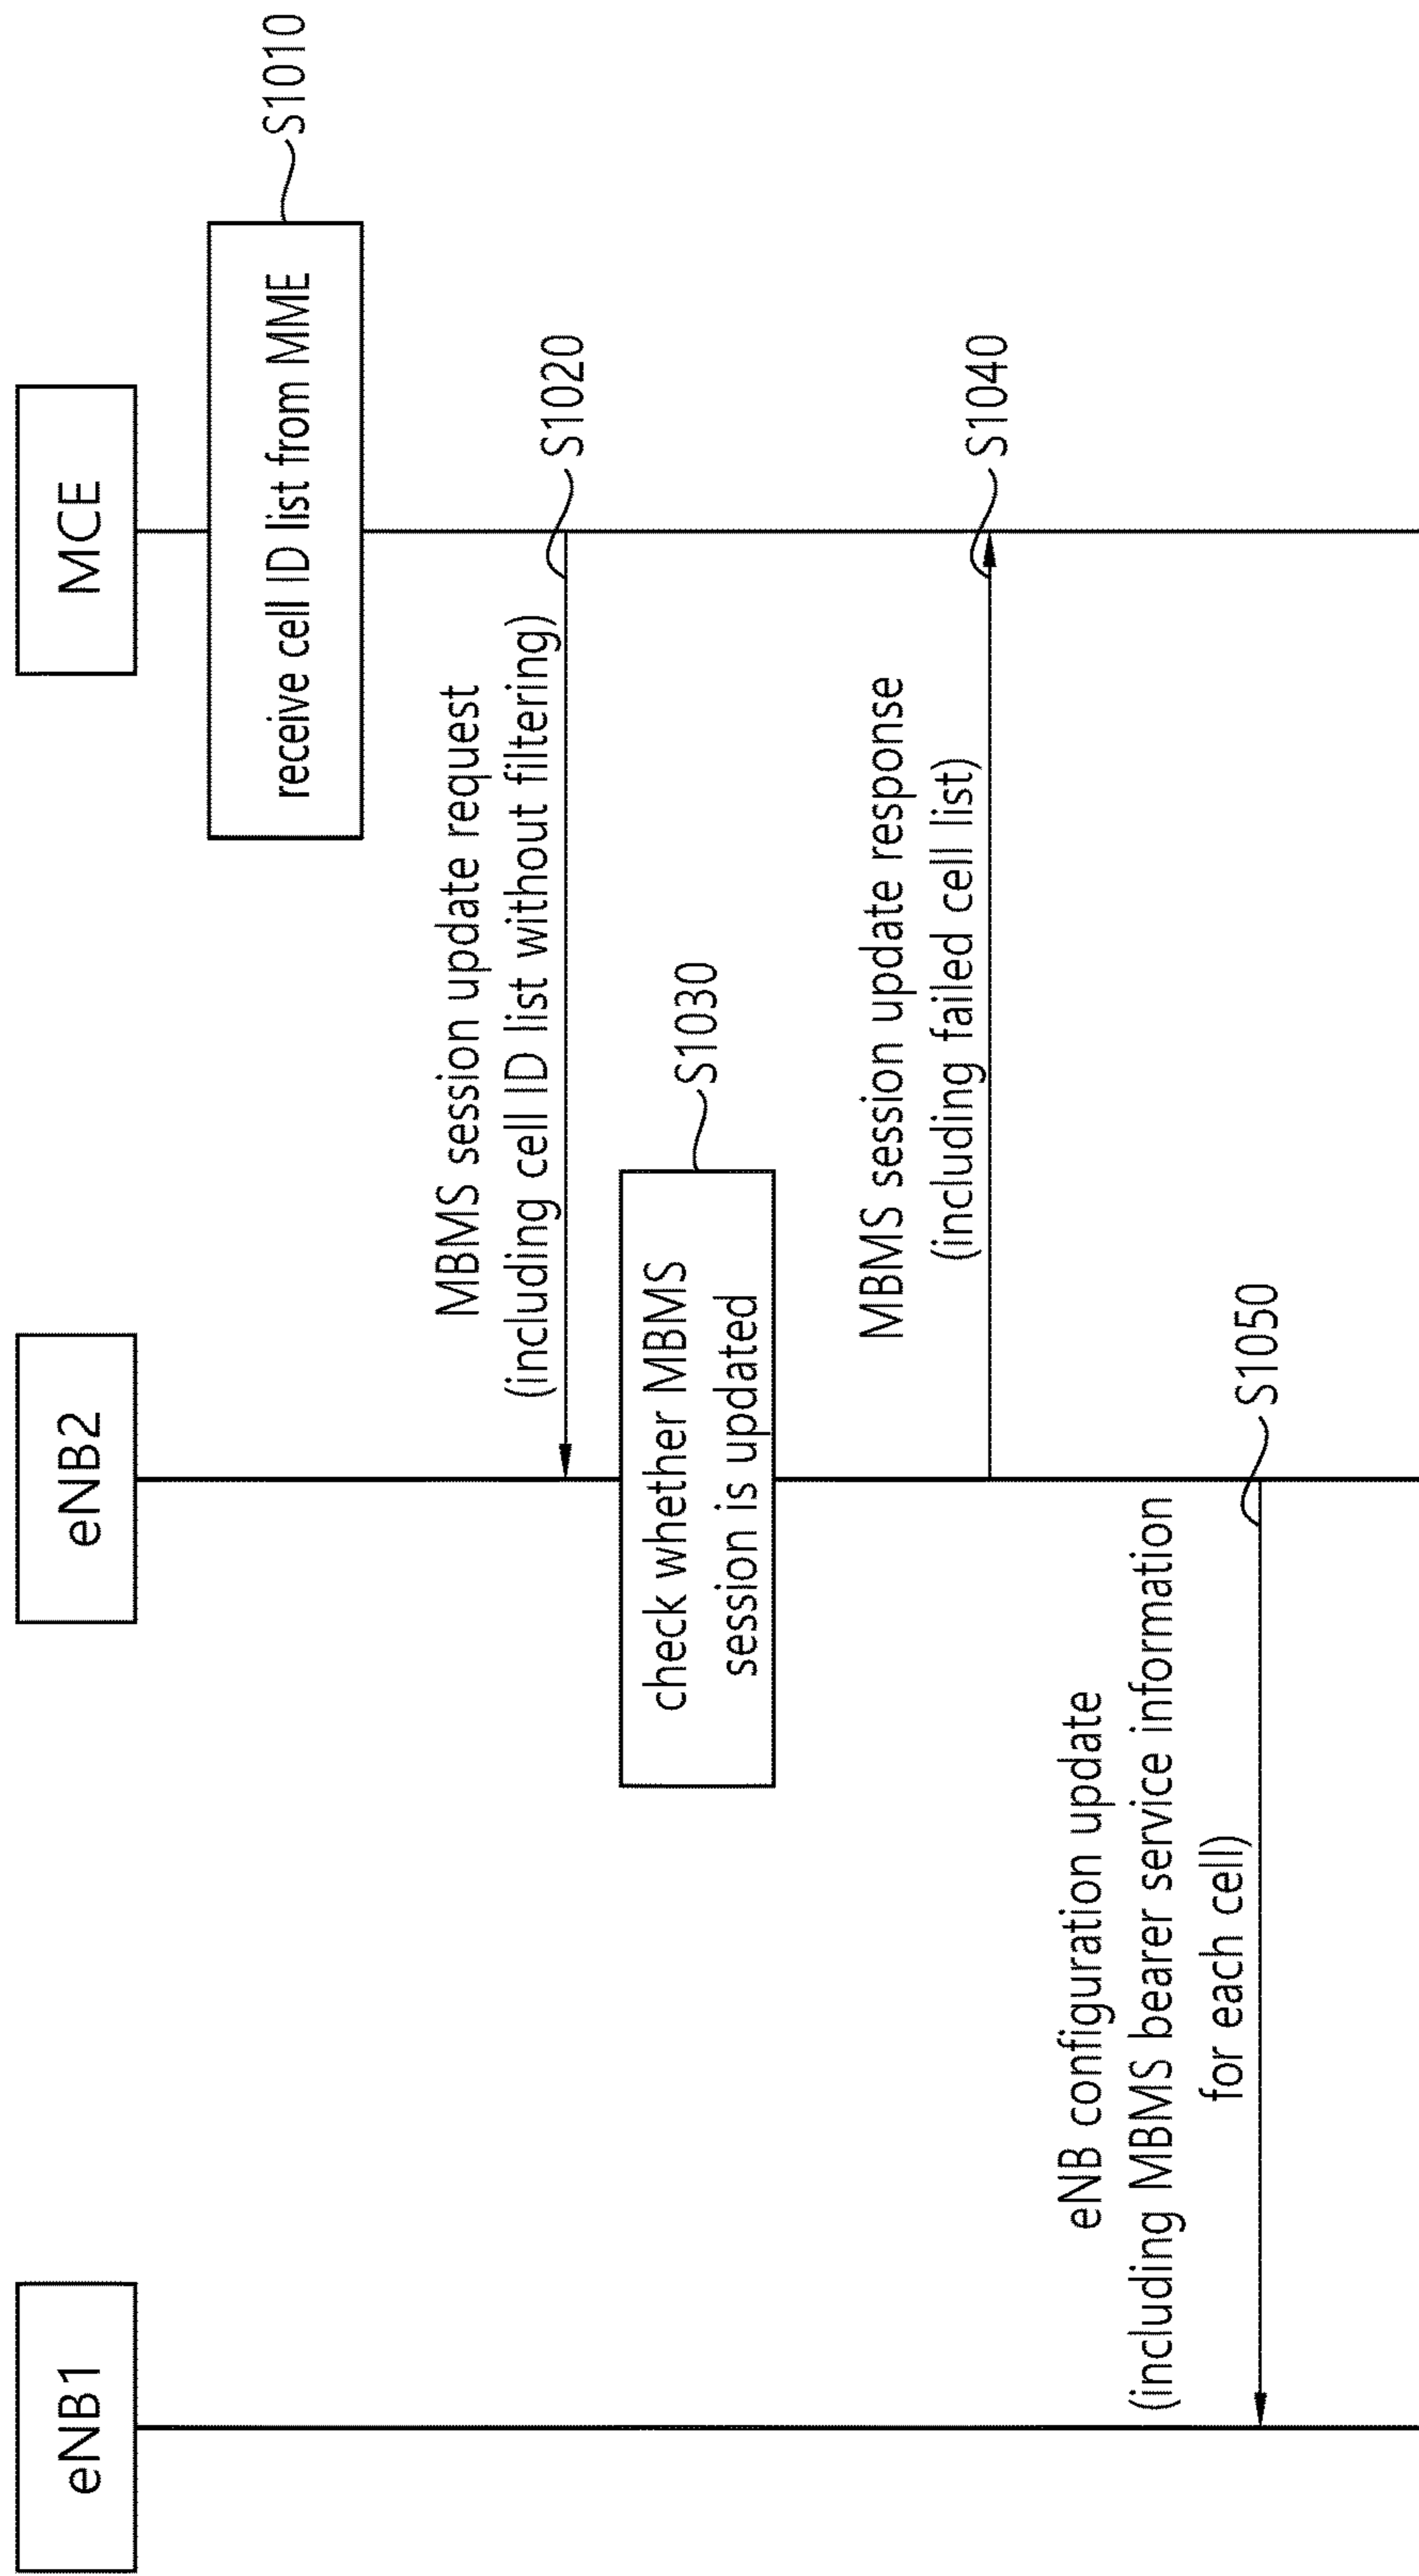 eNB1
eNB2
MCE
receive cell ID list from MME
S1010
MBMS session update request
(including cell ID list without filtering)
S1020
check whether MBMS
session is updated
S1030
MBMS session update response
(including failed cell list)
S1040
eNB configuration update
(including MBMS bearer service information
for each cell)
S1050